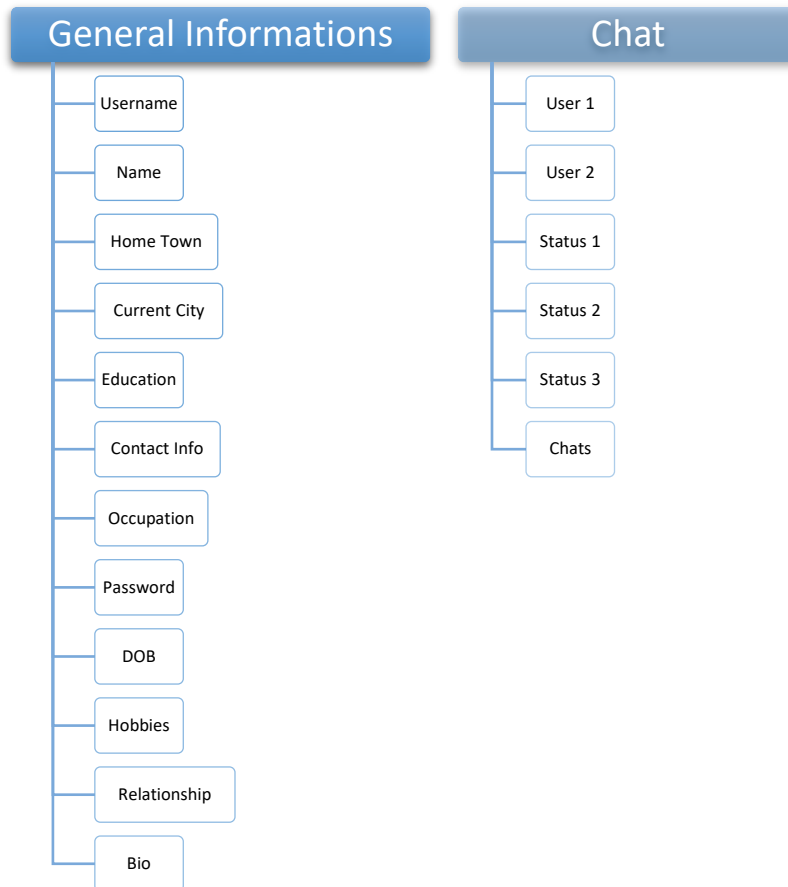 General Informations
Username
Name
Home Town
Current City
Education
Contact Info
Occupation
Password
DOB
Hobbies
Relationship
Bio
Chat
User 1
User 2
Status 1
Status 2
Status 3
Chats